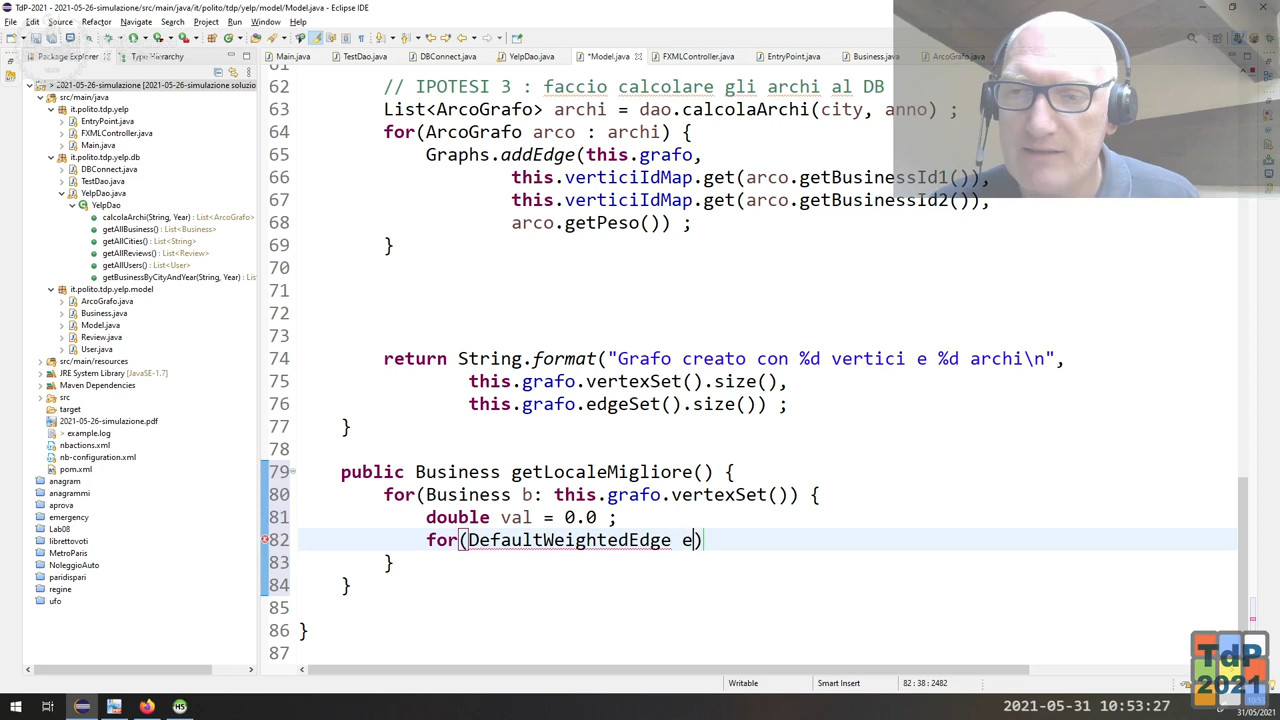 TdP-2021 - 2021-05-26-simulazione/src/main/java/it/polito/tdp/yelp/model/Model.java - Eclipse IDE
File Edit Source Refactor Navigate Search Project Run Window Help
Package Explorer Type Hierarchy
Main.java TestDao.java DBConnect.java YelpDao.java *Model.java FXMLController.java EntryPoint.java Business.java ArcoGrafo.java
> 2021-05-26-simulazione [2021-05-26-simulazione soluzio
src/main/java
it.polito.tdp.yelp
EntryPoint.java
FXMLController.java
Main.java
it.polito.tdp.yelp.db
DBConnect.java
TestDao.java
YelpDao.java
YelpDao
calcolaArchi(String, Year) : List<ArcoGrafo>
getAllBusiness() : List<Business>
getAllCities() : List<String>
getAllReviews() : List<Review>
getAllUsers() : List<User>
getBusinessByCityAndYear(String, Year) : List
it.polito.tdp.yelp.model
ArcoGrafo.java
Business.java
Model.java
Review.java
User.java
src/main/resources
JRE System Library [JavaSE-1.7]
Maven Dependencies
src
target
2021-05-26-simulazione.pdf
> example.log
nbactions.xml
nb-configuration.xml
pom.xml
anagram
anagrammi
aprova
emergency
Lab08
librettovoti
MetroParis
NoleggioAuto
paridispari
regine
ufo
61
62 // IPOTESI 3 : faccio calcolare gli archi al DB
63 List<ArcoGrafo> archi = dao.calcolaArchi(city, anno) ;
64 for(ArcoGrafo arco : archi) {
65 Graphs.addEdge(this.grafo,
66 this.verticiIdMap.get(arco.getBusinessId1()),
67 this.verticiIdMap.get(arco.getBusinessId2()),
68 arco.getPeso()) ;
69 }
70
71
72
73
74 return String.format("Grafo creato con %d vertici e %d archi\n",
75 this.grafo.vertexSet().size(),
76 this.grafo.edgeSet().size()) ;
77 }
78
79 public Business getLocaleMigliore() {
80 for(Business b: this.grafo.vertexSet()) {
81 double val = 0.0 ;
82 for(DefaultWeightedEdge e)
83 }
84 }
85
86 }
87
Writable Smart Insert 82 : 38 : 2482
TdP
2021
2021-05-31 10:53:27
31/05/2021